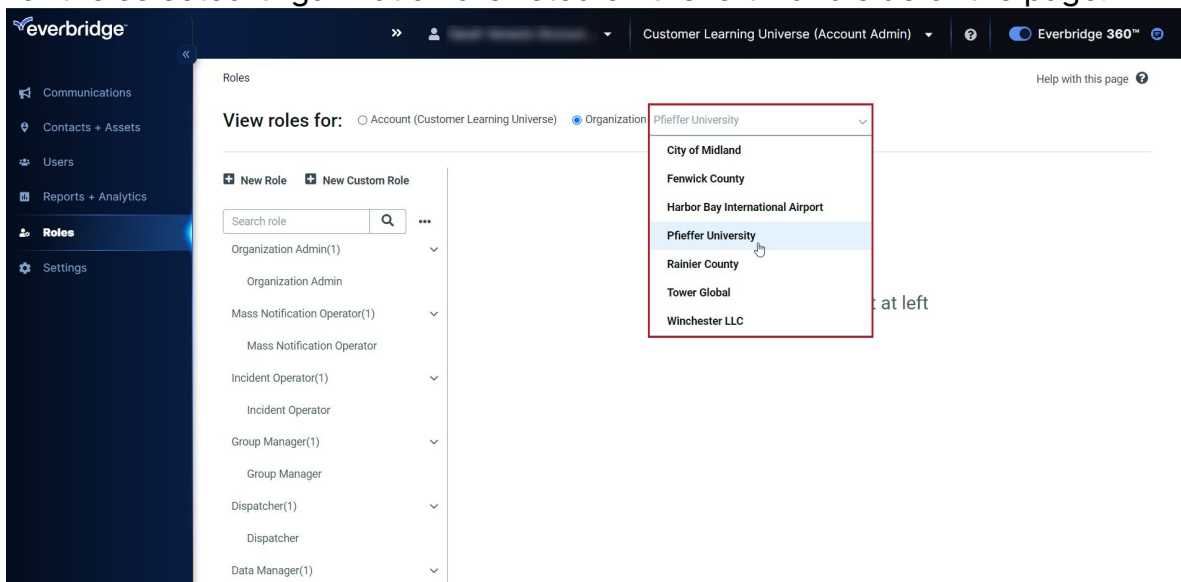 everbridge™
Customer Learning Universe (Account Admin)
Everbridge 360™
Communications
Contacts + Assets
Users
Reports + Analytics
Roles
Settings
Roles
Help with this page
View roles for: Account (Customer Learning Universe) Organization Pfieffer University
City of Midland
Fenwick County
Harbor Bay International Airport
Pfieffer University
Rainier County
Tower Global
Winchester LLC
New Role New Custom Role
Search role
Organization Admin(1)
Organization Admin
Mass Notification Operator(1)
Mass Notification Operator
Incident Operator(1)
Incident Operator
Group Manager(1)
Group Manager
Dispatcher(1)
Dispatcher
Data Manager(1)
at left